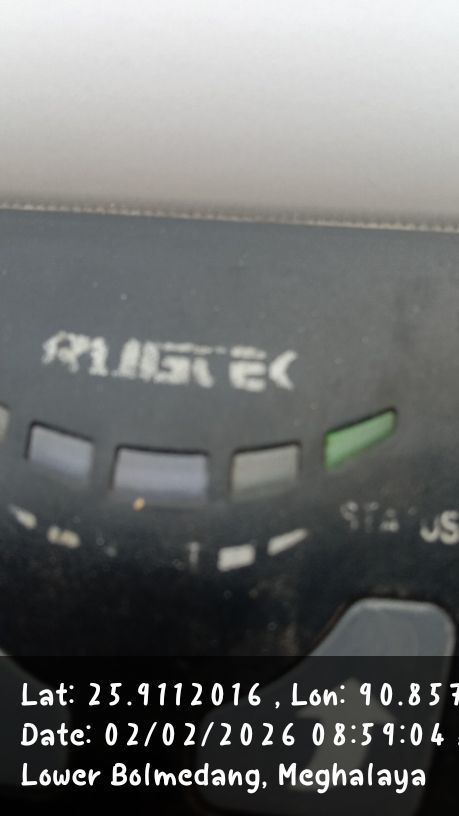 RUGTEK
STATUS
Lat: 25.9112016 , Lon: 90.857
Date: 02/02/2026 08:59:04
Lower Bolmedang, Meghalaya